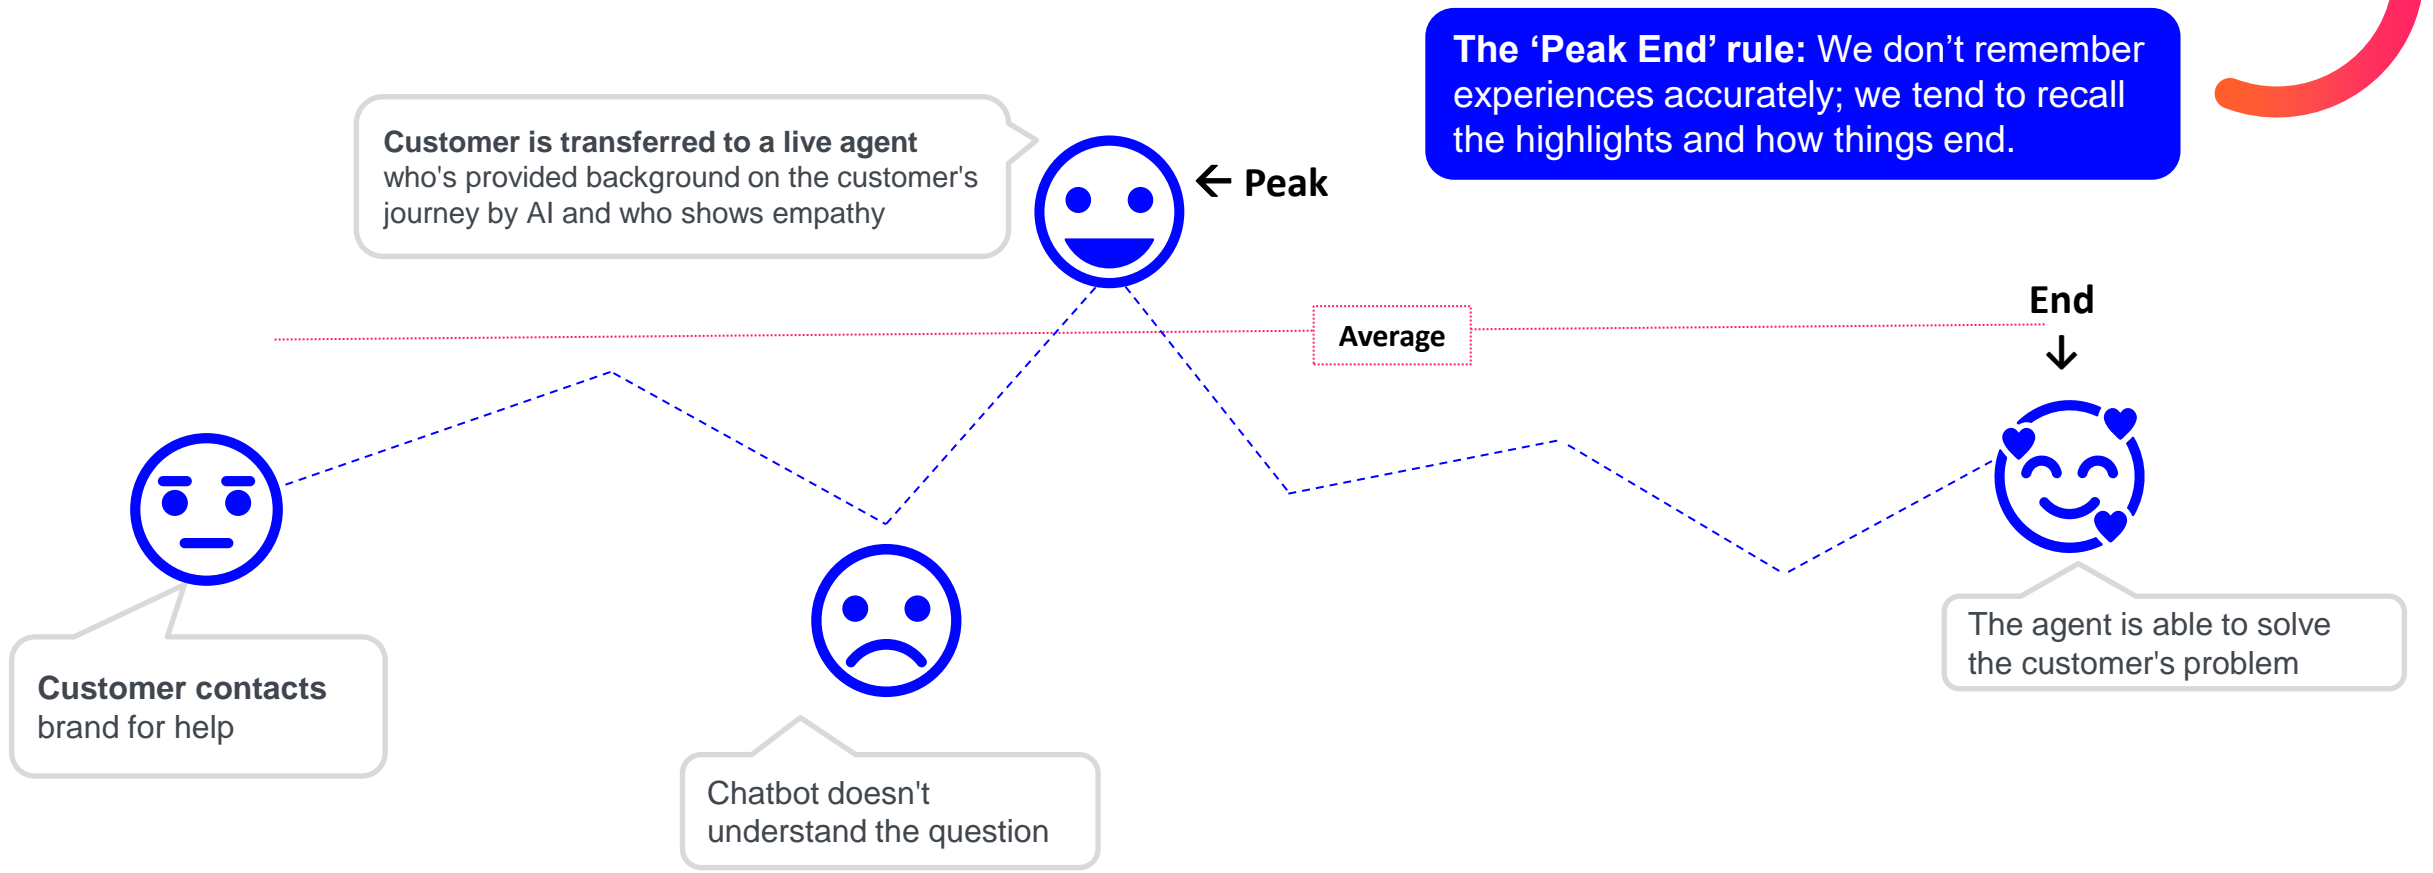 The ‘Peak End’ rule: We don’t remember
experiences accurately; we tend to recall
the highlights and how things end.
Customer is transferred to a live agent
who's provided background on the customer's
journey by AI and who shows empathy
← Peak
End
↓
Average
Customer contacts
brand for help
Chatbot doesn't
understand the question
The agent is able to solve
the customer's problem